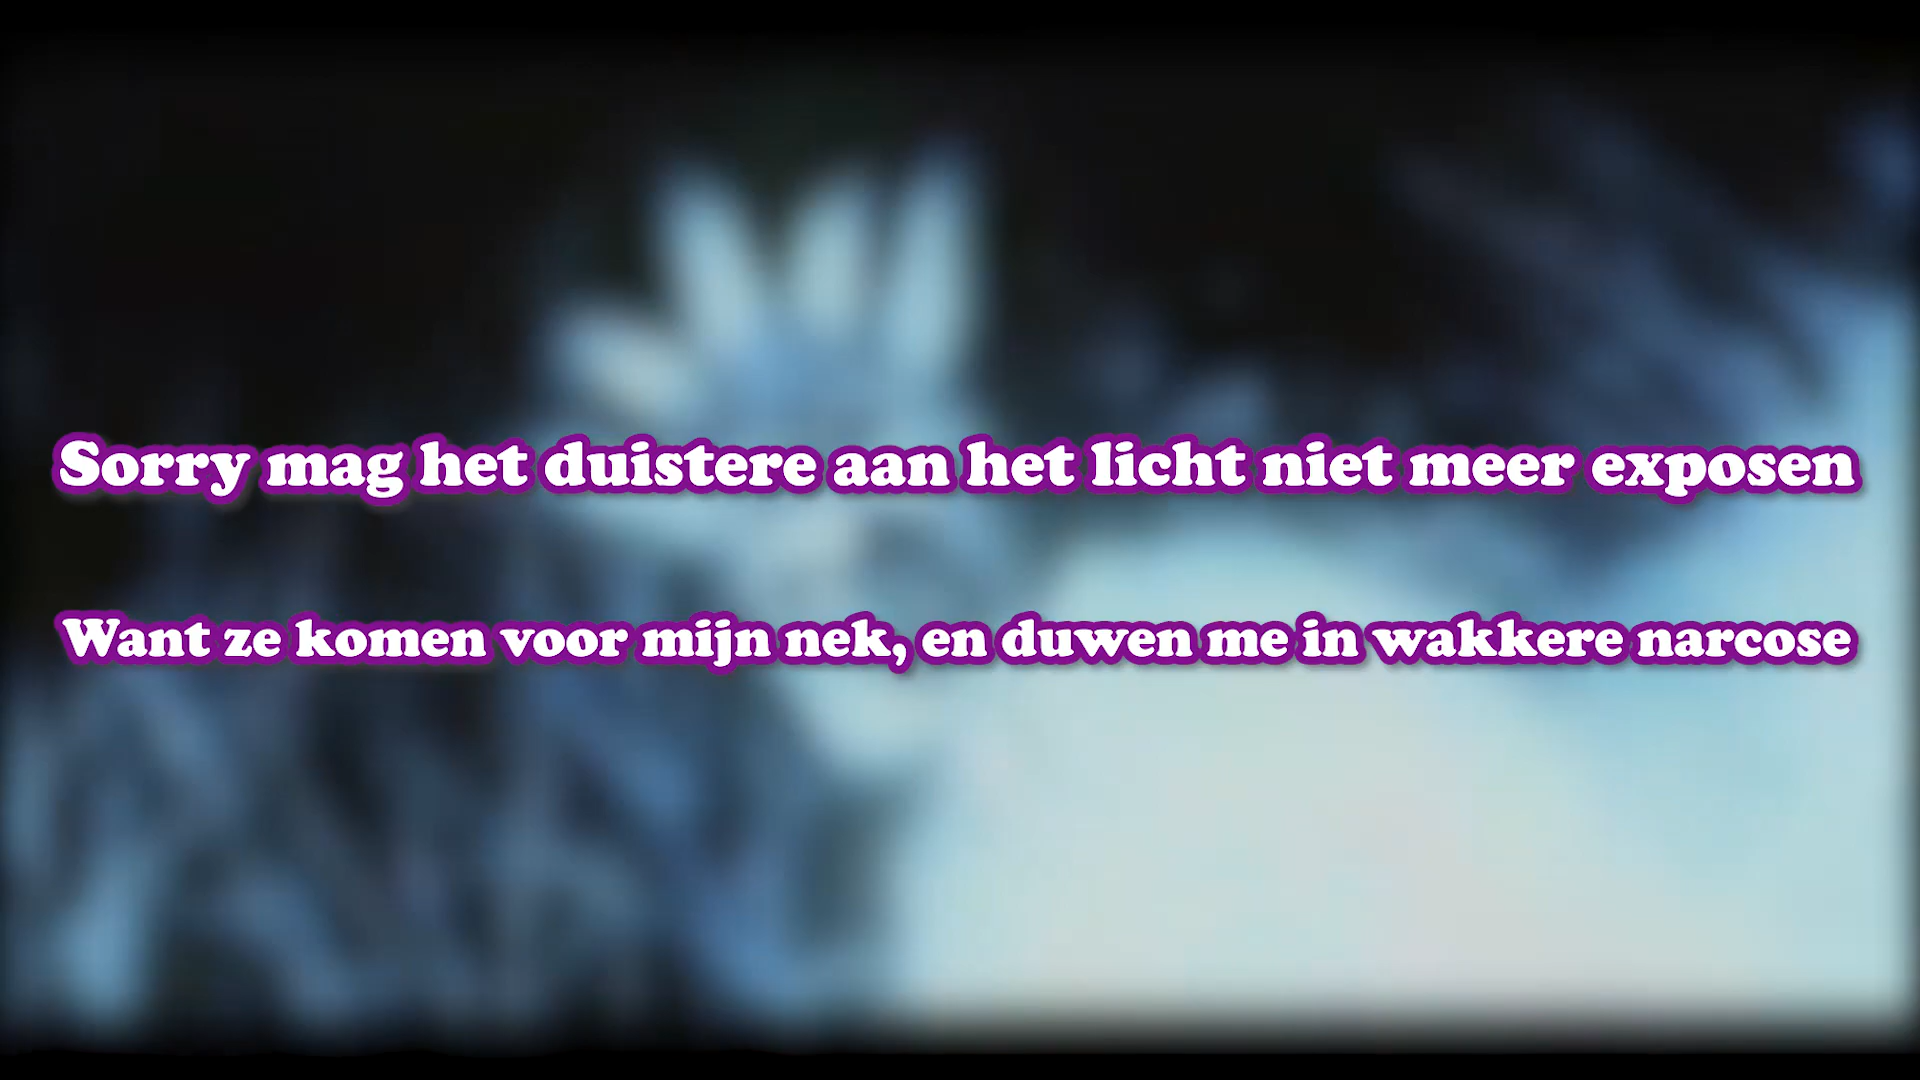 Sorry mag het duistere aan het licht niet meer exposen
Want ze komen voor mijn nek, en duwen me in wakkere narcose